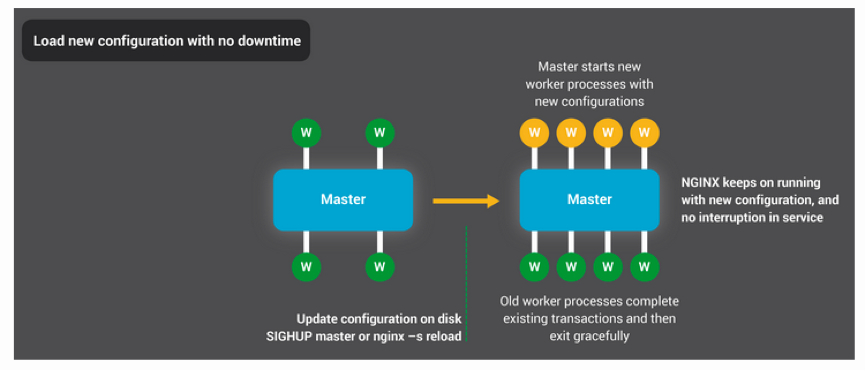 Load new configuration with no downtime
Master starts new
worker processes with
new configurations
W
W
W
W
W
W
Master
Master
NGINX keeps on running
with new configuration, and
no interruption in service
W
W
W
W
W
W
Update configuration on disk
SIGHUP master or nginx –s reload
Old worker processes complete
existing transactions and then
exit gracefully